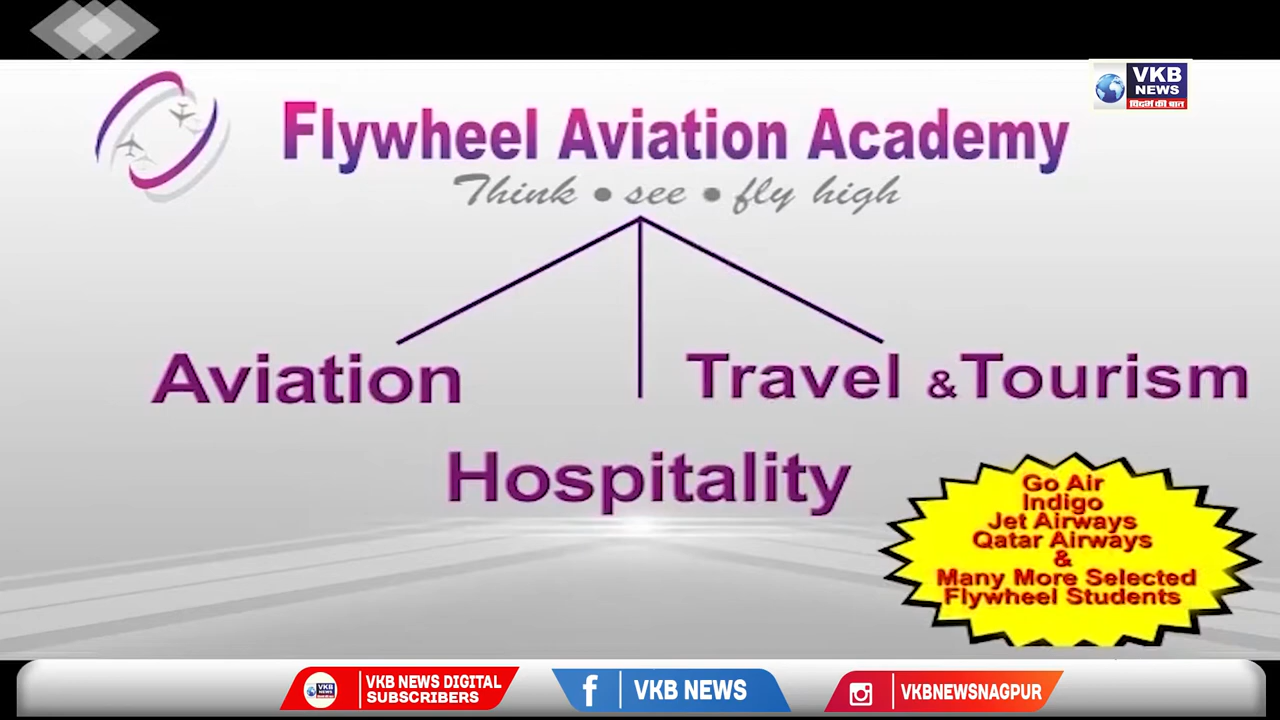 VKB
NEWS
विदर्भ की बात
Flywheel Aviation Academy
Think • see • fly high
Aviation
Travel & Tourism
Hospitality
Go Air
Indigo
Jet Airways
Qatar Airways
&
Many More Selected
Flywheel Students
VKB NEWS DIGITAL
SUBSCRIBERS
VKB NEWS
VKBNEWSNAGPUR